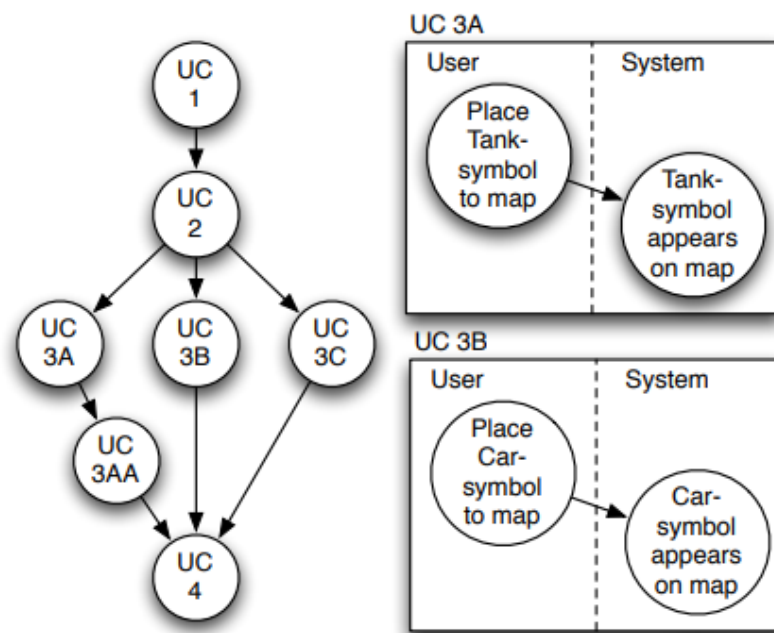 UC
1
UC
2
UC
3A
UC
3B
UC
3C
UC
3AA
UC
4
UC 3A
User
System
Place
Tank-
symbol
to map
Tank-
symbol
appears
on map
UC 3B
User
System
Place
Car-
symbol
to map
Car-
symbol
appears
on map